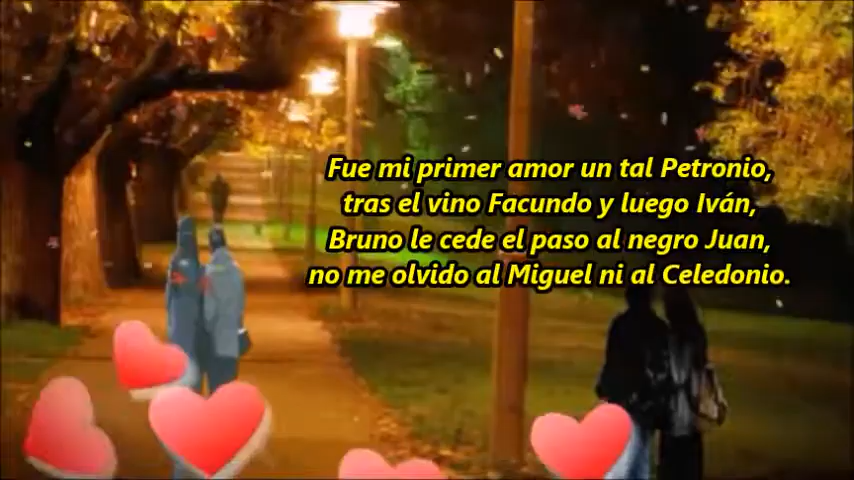 Fue mi primer amor un tal Petronio,
tras el vino Facundo y luego Iván,
Bruno le cede el paso al negro Juan,
no me olvido al Miguel ni al Celedonio.